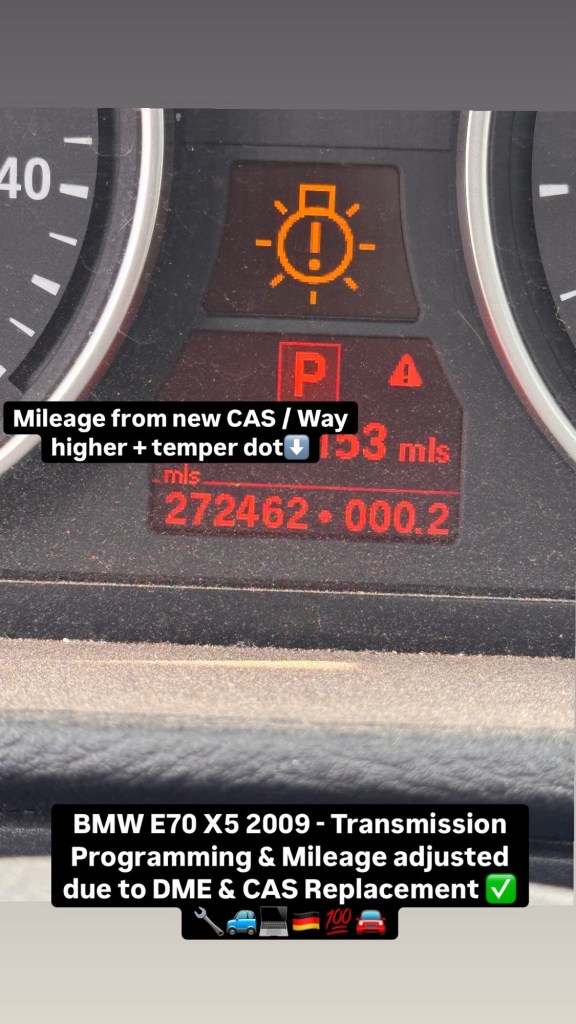 40
P
Mileage from new CAS / Way
higher + temper dot⬇️
153 mls
mls
272462 • 000.2
BMW E70 X5 2009 - Transmission
Programming & Mileage adjusted
due to DME & CAS Replacement ✅
🔧🚙💻🇩🇪💯🚘